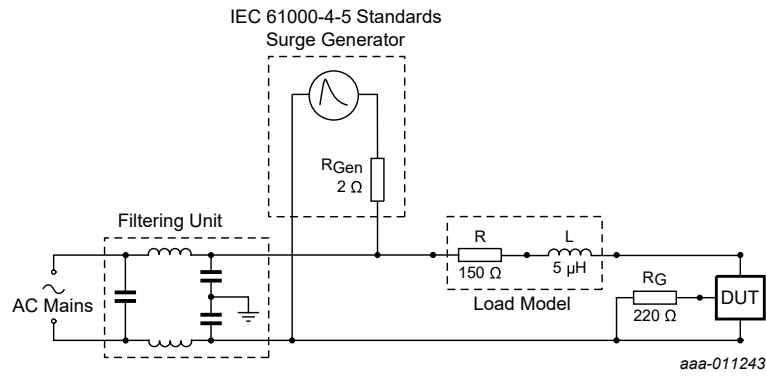 IEC 61000-4-5 Standards
Surge Generator
RGen
2 Ω
Filtering Unit
AC Mains
R
150 Ω
L
5 μH
Load Model
RG
220 Ω
DUT
aaa-011243